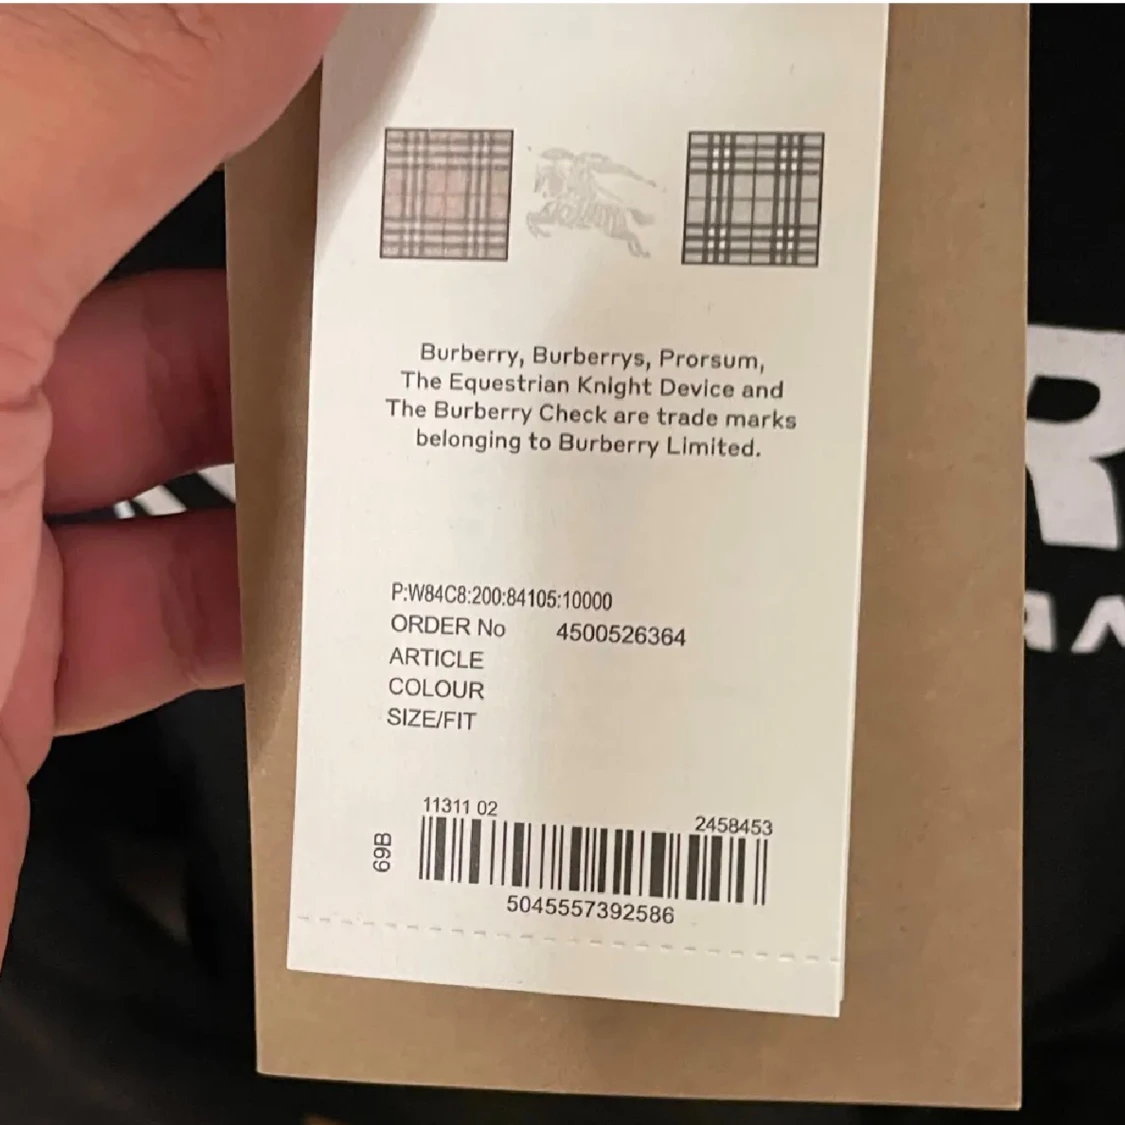 Burberry, Burberrys, Prorsum,
The Equestrian Knight Device and
The Burberry Check are trade marks
belonging to Burberry Limited.
P:W84C8:200:84105:10000
ORDER No 4500526364
ARTICLE
COLOUR
SIZE/FIT
11311 02 2458453
69B
5045557392586
R